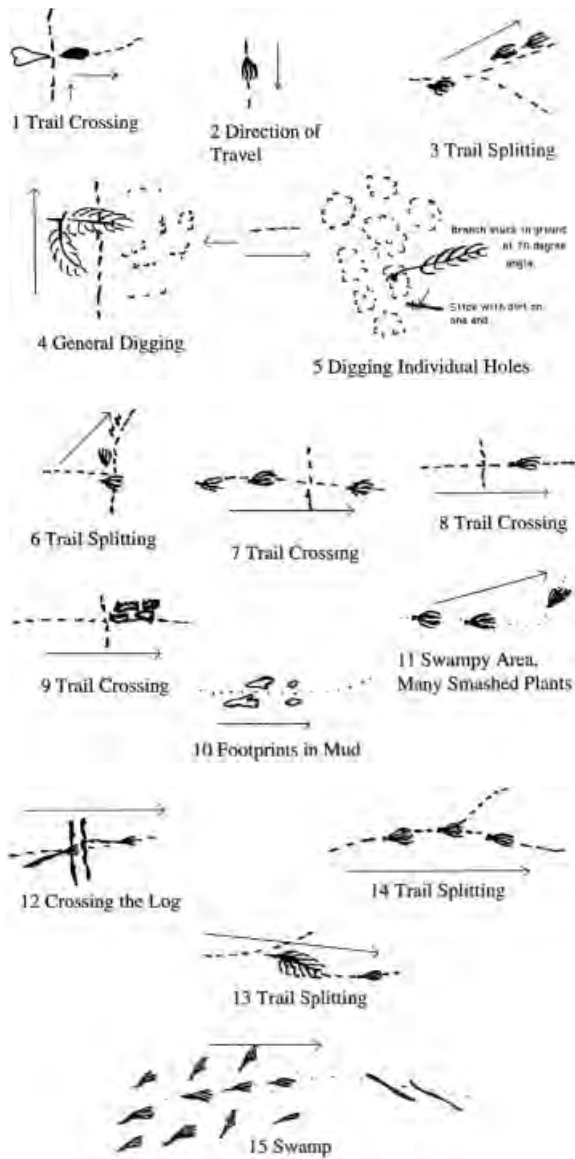 1 Trail Crossing
2 Direction of
Travel
3 Trail Splitting
4 General Digging
Branch stuck in ground
at 70 degree
angle.
Stick with dirt on
one end.
5 Digging Individual Holes
6 Trail Splitting
7 Trail Crossing
8 Trail Crossing
9 Trail Crossing
10 Footprints in Mud
11 Swampy Area,
Many Smashed Plants
12 Crossing the Log
14 Trail Splitting
13 Trail Splitting
15 Swamp